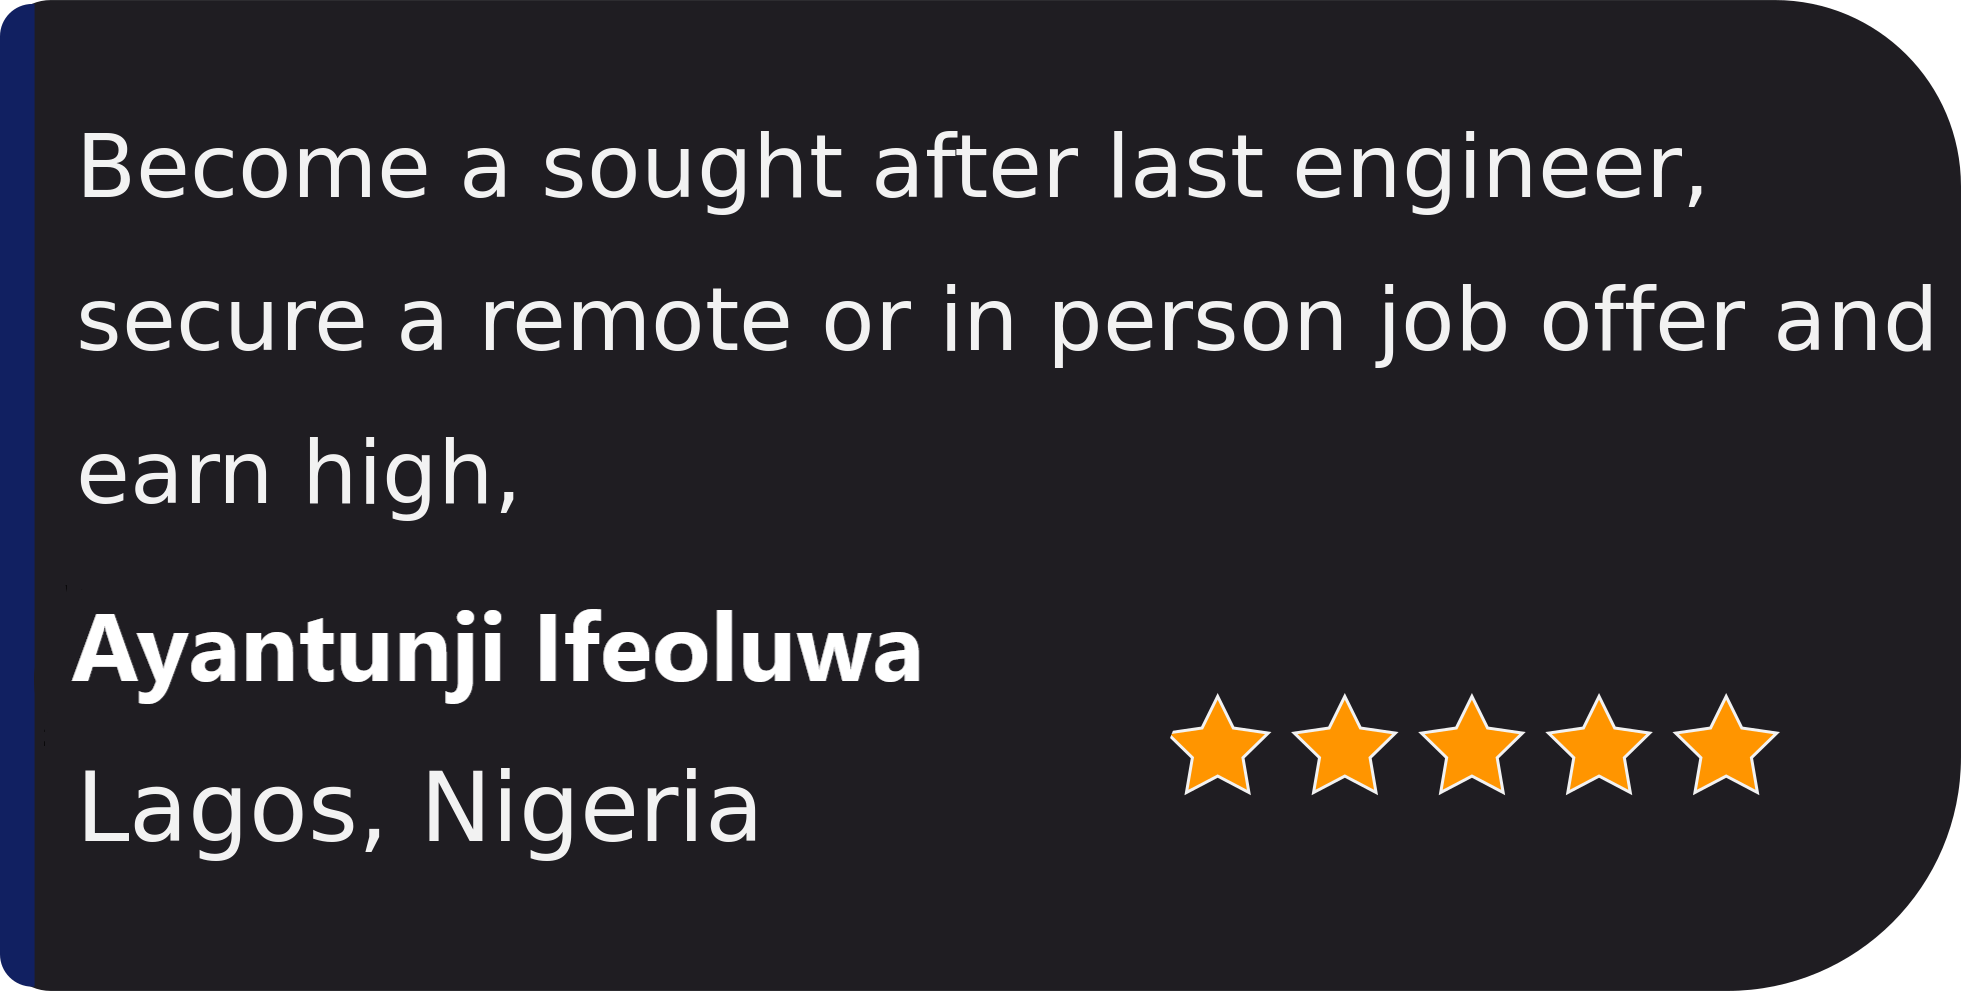 Become a sought after last engineer,
secure a remote or in person job offer and
earn high,
Ayantunji Ifeoluwa
Lagos, Nigeria